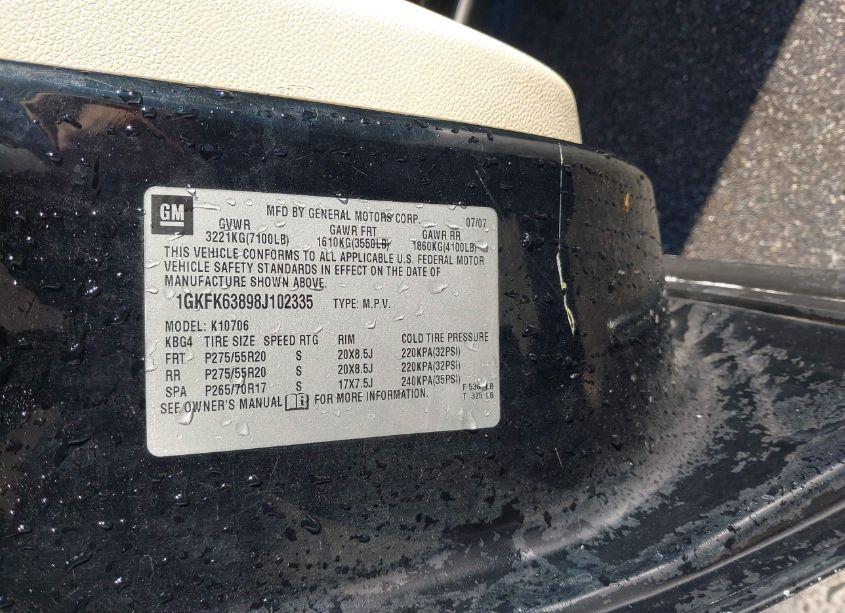 GM
MFD BY GENERAL MOTORS CORP. 07/07
GVWR GAWR FRT GAWR RR
3221KG(7100LB) 1610KG(3550LB) 1860KG(4100LB)
THIS VEHICLE CONFORMS TO ALL APPLICABLE U.S. FEDERAL MOTOR
VEHICLE SAFETY STANDARDS IN EFFECT ON THE DATE OF
MANUFACTURE SHOWN ABOVE.
1GKFK63898J102335 TYPE: M.P.V.
MODEL: K10706
KBG4 TIRE SIZE SPEED RTG RIM COLD TIRE PRESSURE
FRT P275/55R20 S 20X8.5J 220KPA(32PSI)
RR P275/55R20 S 20X8.5J 220KPA(32PSI)
SPA P265/70R17 S 17X7.5J 240KPA(35PSI)
SEE OWNER'S MANUAL FOR MORE INFORMATION.
F LB
T 325 LB